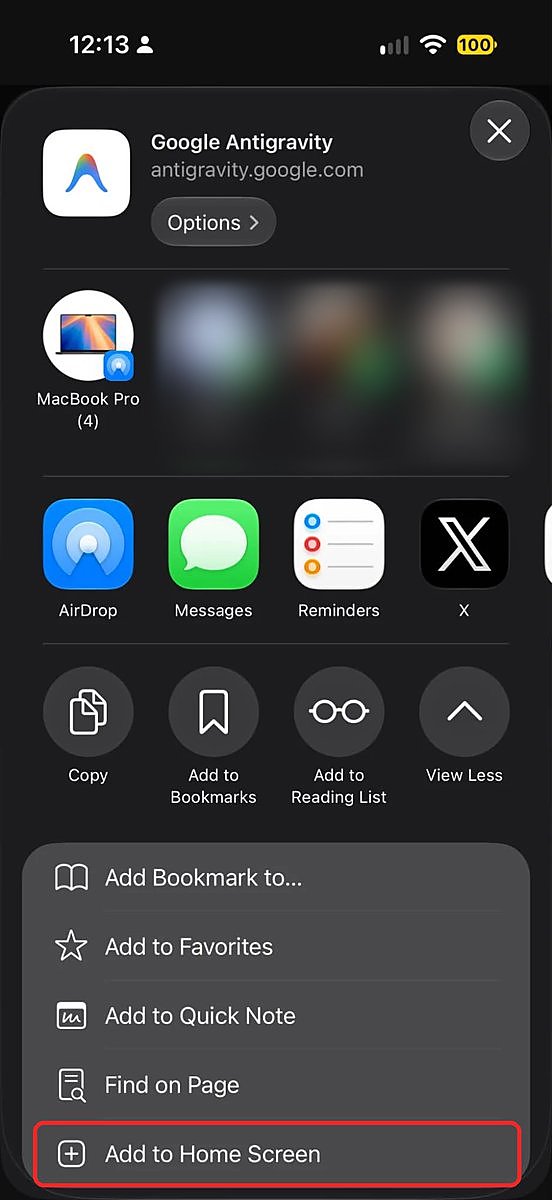 12:13
100
Google Antigravity
antigravity.google.com
Options
MacBook Pro
(4)
AirDrop
Messages
Reminders
X
Copy
Add to
Bookmarks
Add to
Reading List
View Less
Add Bookmark to...
Add to Favorites
Add to Quick Note
Find on Page
Add to Home Screen